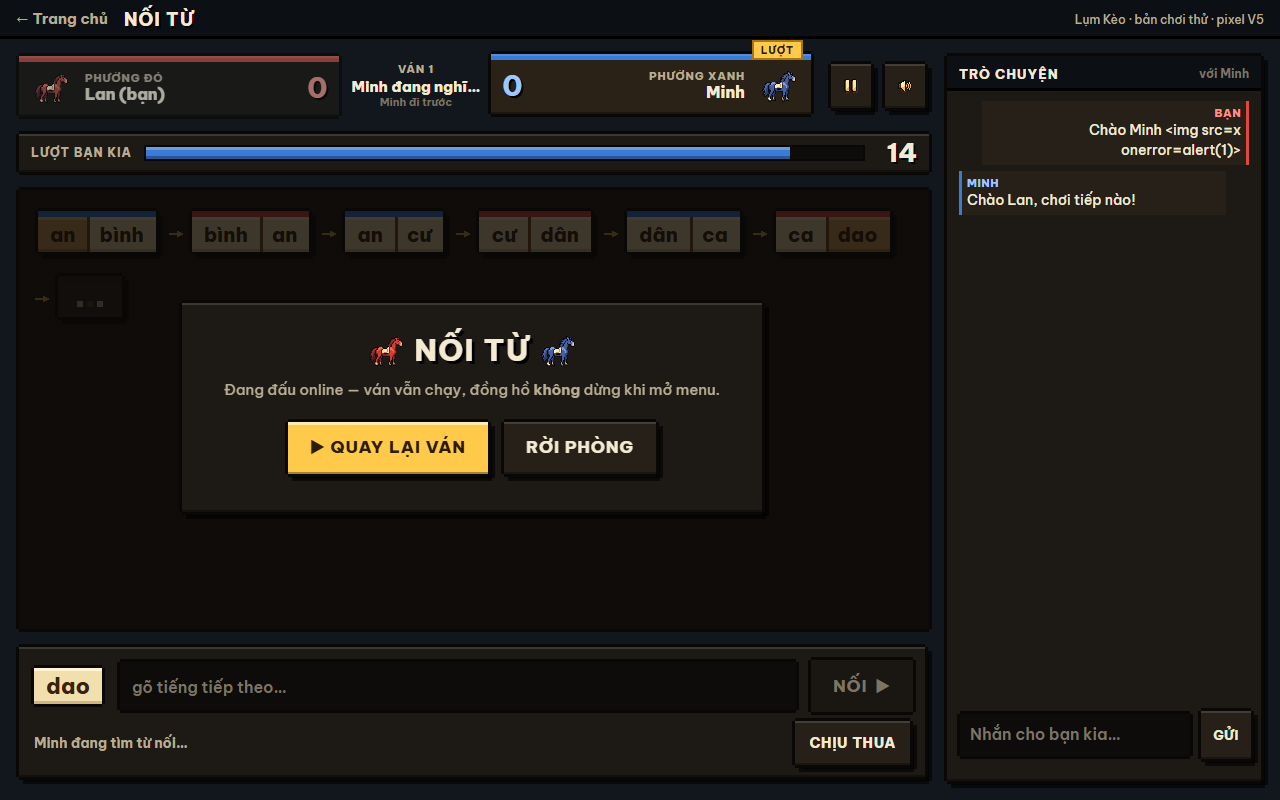 ← Trang chủ NỐI TỪ
Lụm Kèo · bản chơi thử · pixel V5
PHƯƠNG ĐỎ
Lan (bạn)
0
VÁN 1
Minh đang nghĩ...
Minh đi trước
LƯỢT
0
PHƯƠNG XANH
Minh
LƯỢT BẠN KIA
14
an bình → bình an → an cư → cư dân → dân ca → ca dao
→ ...
NỐI TỪ
Đang đấu online — ván vẫn chạy, đồng hồ không dừng khi mở menu.
▶ QUAY LẠI VÁN
RỜI PHÒNG
dao
gõ tiếng tiếp theo...
NỐI ▶
Minh đang tìm từ nối...
CHỊU THUA
TRÒ CHUYỆN
với Minh
BẠN
Chào Minh <img src=x
onerror=alert(1)>
MINH
Chào Lan, chơi tiếp nào!
Nhắn cho bạn kia...
GỬI